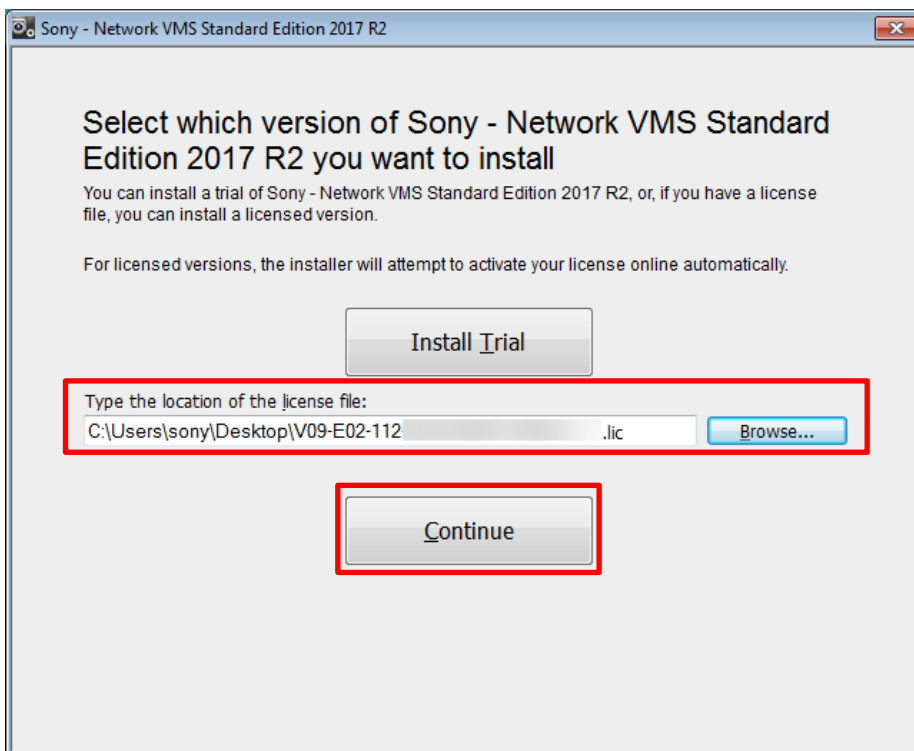 Sony - Network VMS Standard Edition 2017 R2
Select which version of Sony - Network VMS Standard
Edition 2017 R2 you want to install
You can install a trial of Sony - Network VMS Standard Edition 2017 R2, or, if you have a license
file, you can install a licensed version.
For licensed versions, the installer will attempt to activate your license online automatically.
Install Trial
Type the location of the license file:
C:\Users\sony\Desktop\V09-E02-112 .lic Browse...
Continue